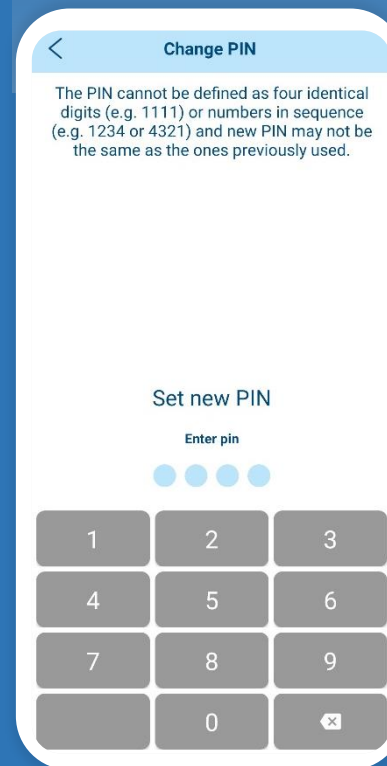 Change PIN
The PIN cannot be defined as four identical
digits (e.g. 1111) or numbers in sequence
(e.g. 1234 or 4321) and new PIN may not be
the same as the ones previously used.
Set new PIN
Enter pin
1 2 3
4 5 6
7 8 9
0